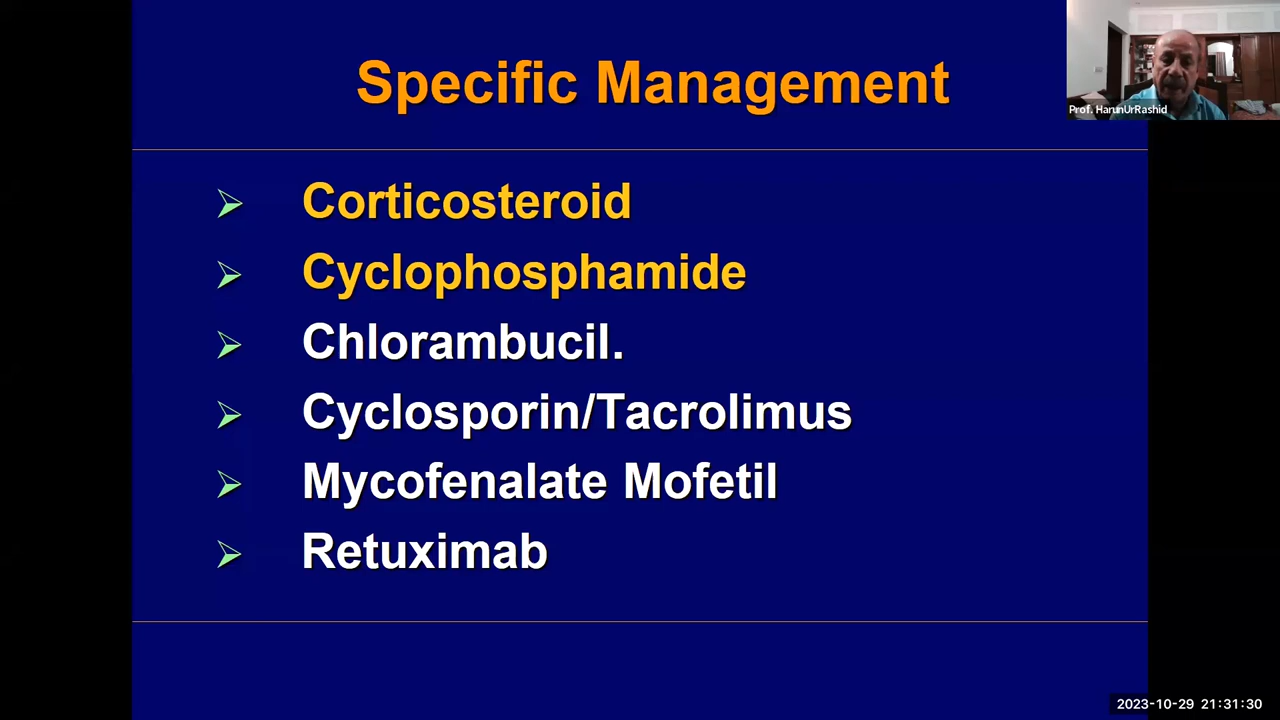 Specific Management
Prof. HarunUrRashid
➢ Corticosteroid
➢ Cyclophosphamide
➢ Chlorambucil.
➢ Cyclosporin/Tacrolimus
➢ Mycofenalate Mofetil
➢ Retuximab
2023-10-29 21:31:30